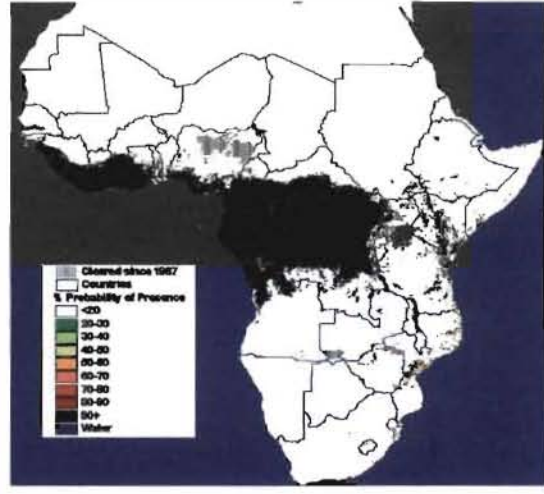 Cleared since 1967
Countries
% Probability of Presence
<20
20-30
30-40
40-50
50-60
60-70
70-80
80-90
90+
Water